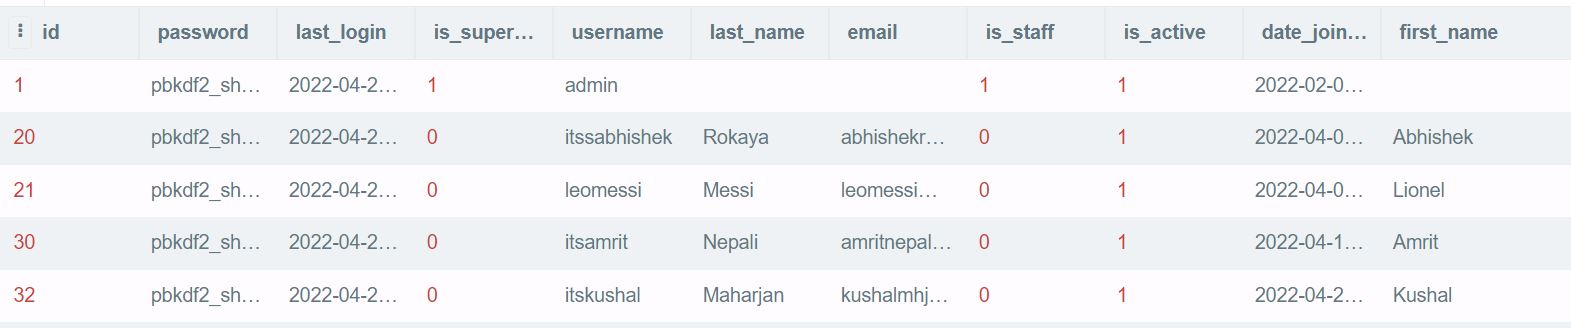 id password last_login is_super… username last_name email is_staff is_active date_join… first_name
1 pbkdf2_sh… 2022-04-2… 1 admin 1 1 2022-02-0…
20 pbkdf2_sh… 2022-04-2… 0 itssabhishek Rokaya abhishekr… 0 1 2022-04-0… Abhishek
21 pbkdf2_sh… 2022-04-2… 0 leomessi Messi leomessi… 0 1 2022-04-0… Lionel
30 pbkdf2_sh… 2022-04-2… 0 itsamrit Nepali amritnepal… 0 1 2022-04-1… Amrit
32 pbkdf2_sh… 2022-04-2… 0 itskushal Maharjan kushalmhj… 0 1 2022-04-2… Kushal